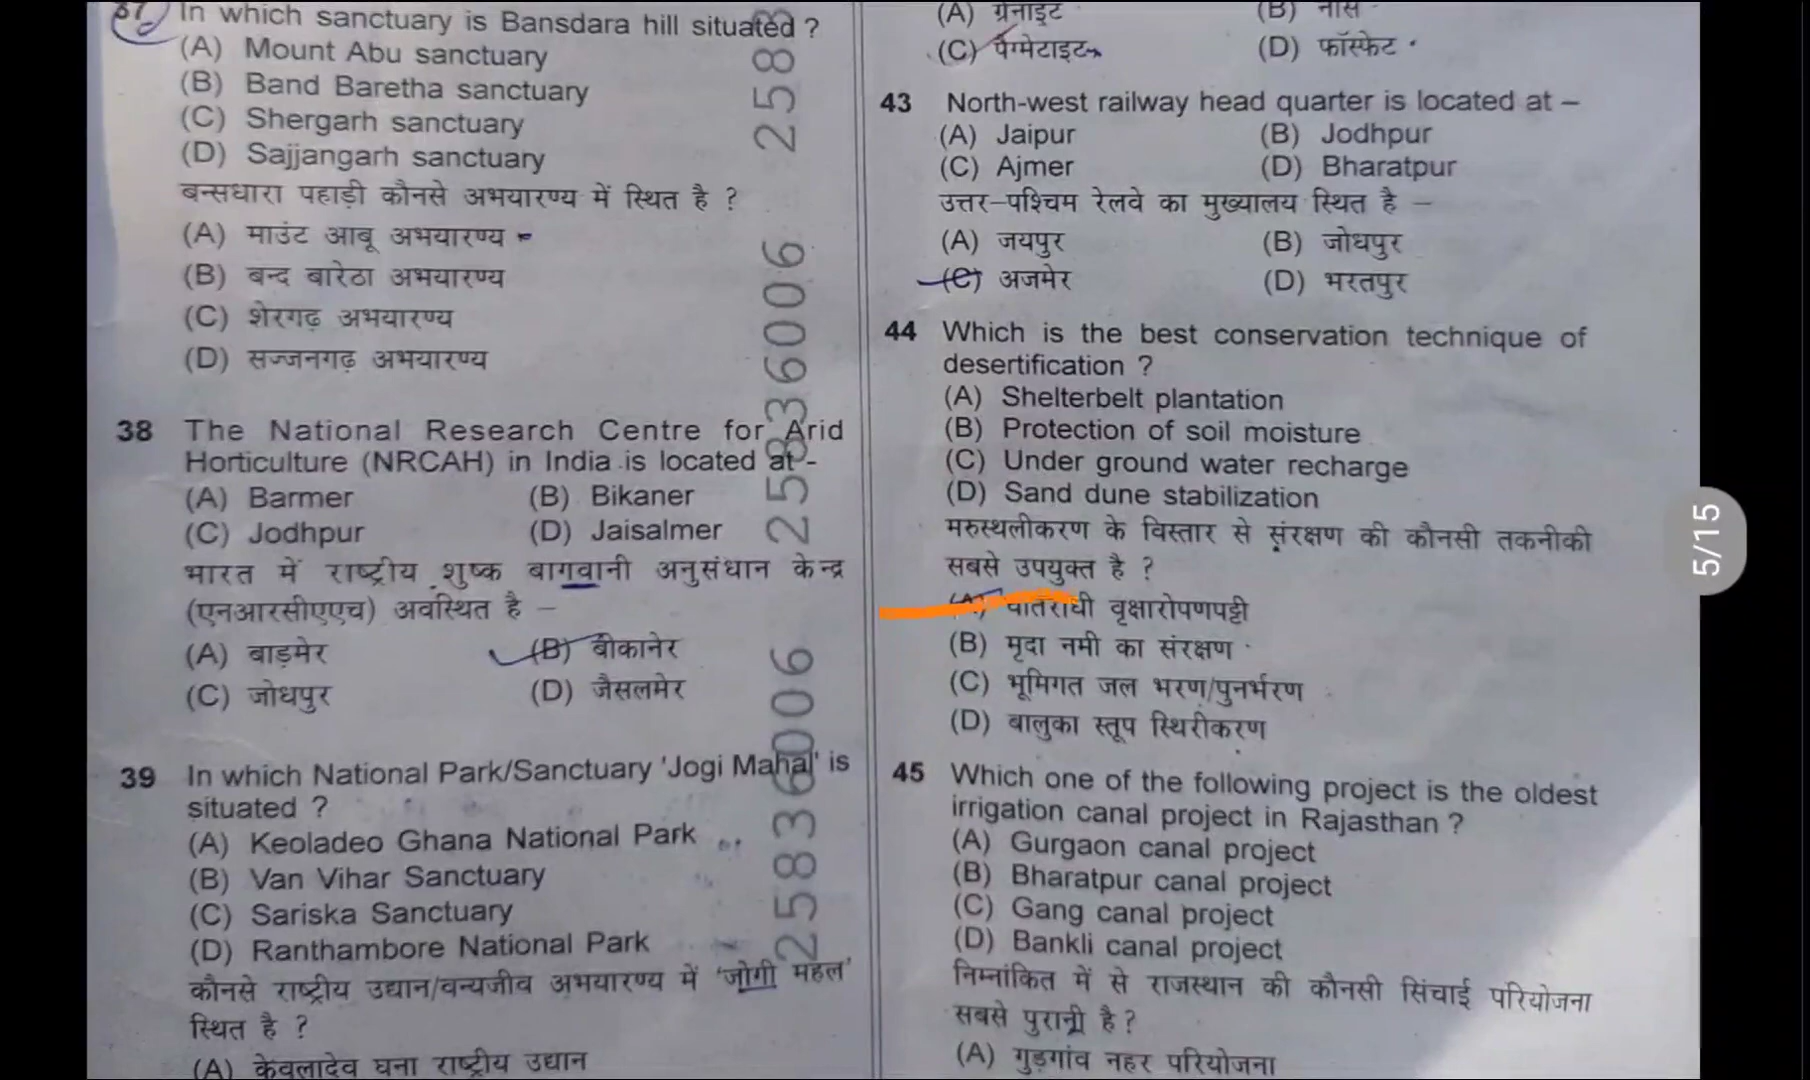 37 In which sanctuary is Bansdara hill situated ?
(A) Mount Abu sanctuary
(B) Band Baretha sanctuary
(C) Shergarh sanctuary
(D) Sajjangarh sanctuary
बन्सधारा पहाड़ी कौनसे अभयारण्य में स्थित है ?
(A) माउंट आबू अभयारण्य
(B) बन्द बारेठा अभयारण्य
(C) शेरगढ़ अभयारण्य
(D) सज्जनगढ़ अभयारण्य
38 The National Research Centre for Arid
Horticulture (NRCAH) in India is located at -
(A) Barmer (B) Bikaner
(C) Jodhpur (D) Jaisalmer
भारत में राष्ट्रीय शुष्क बागवानी अनुसंधान केन्द्र
(एनआरसीएएच) अवस्थित है –
(A) बाड़मेर (B) बीकानेर
(C) जोधपुर (D) जैसलमेर
39 In which National Park/Sanctuary 'Jogi Mahal' is
situated ?
(A) Keoladeo Ghana National Park
(B) Van Vihar Sanctuary
(C) Sariska Sanctuary
(D) Ranthambore National Park
कौनसे राष्ट्रीय उद्यान/वन्यजीव अभयारण्य में 'जोगी महल'
स्थित है ?
(A) केवलादेव घना राष्ट्रीय उद्यान
258
25836006
25836006
(A) ग्रेनाइट (B) नीस
(C) पैग्मेटाइट (D) फॉस्फेट
43 North-west railway head quarter is located at –
(A) Jaipur (B) Jodhpur
(C) Ajmer (D) Bharatpur
उत्तर–पश्चिम रेलवे का मुख्यालय स्थित है –
(A) जयपुर (B) जोधपुर
(C) अजमेर (D) भरतपुर
44 Which is the best conservation technique of
desertification ?
(A) Shelterbelt plantation
(B) Protection of soil moisture
(C) Under ground water recharge
(D) Sand dune stabilization
मरुस्थलीकरण के विस्तार से संरक्षण की कौनसी तकनीकी
सबसे उपयुक्त है ?
(A) वातरोधी वृक्षारोपणपट्टी
(B) मृदा नमी का संरक्षण
(C) भूमिगत जल भरण/पुनर्भरण
(D) बालुका स्तूप स्थिरीकरण
45 Which one of the following project is the oldest
irrigation canal project in Rajasthan ?
(A) Gurgaon canal project
(B) Bharatpur canal project
(C) Gang canal project
(D) Bankli canal project
निम्नांकित में से राजस्थान की कौनसी सिंचाई परियोजना
सबसे पुरानी है ?
(A) गुड़गांव नहर परियोजना
5/15